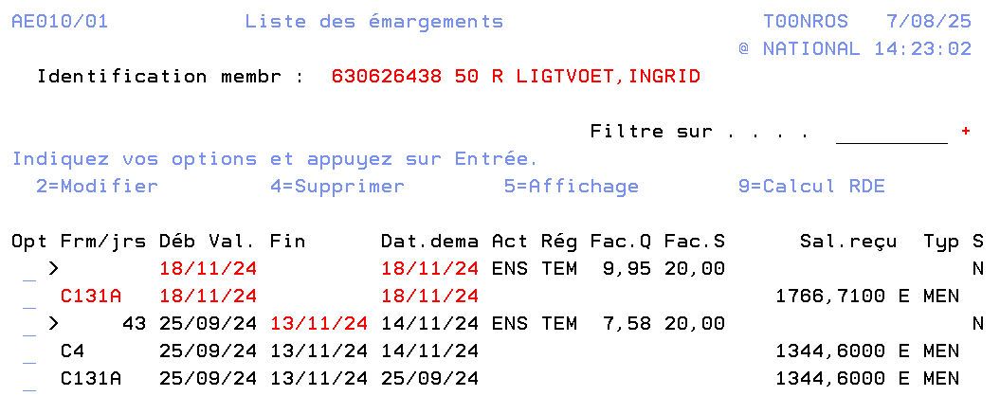 AE010/01 Liste des émargements T00NROS 7/08/25
@ NATIONAL 14:23:02
Identification membr : 630626438 50 R LIGTVOET,INGRID
Filtre sur . . . . __________ +
Indiquez vos options et appuyez sur Entrée.
2=Modifier 4=Supprimer 5=Affichage 9=Calcul RDE
Opt Frm/jrs Déb Val. Fin Dat.dema Act Rég Fac.Q Fac.S Sal.reçu Typ S
_ > 18/11/24 18/11/24 ENS TEM 9,95 20,00 N
_ C131A 18/11/24 18/11/24 1766,7100 E MEN
_ > 43 25/09/24 13/11/24 14/11/24 ENS TEM 7,58 20,00 N
_ C4 25/09/24 13/11/24 14/11/24 1344,6000 E MEN
_ C131A 25/09/24 13/11/24 25/09/24 1344,6000 E MEN